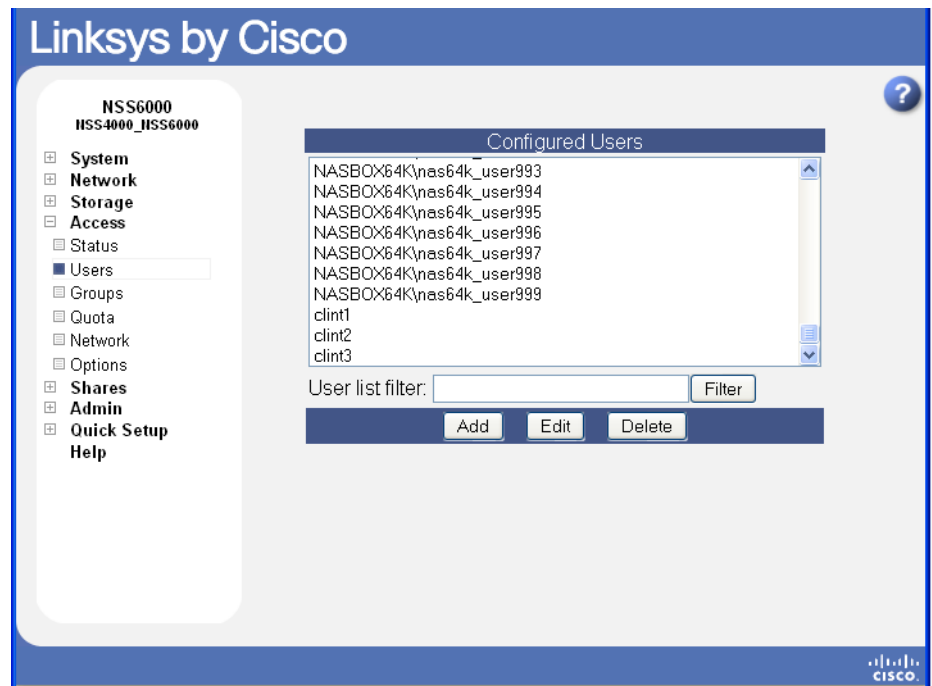 Linksys by Cisco
NSS6000
NSS4000_NSS6000
System
Network
Storage
Access
Status
Users
Groups
Quota
Network
Options
Shares
Admin
Quick Setup
Help
?
Configured Users
NASBOX64K\nas64k_user993
NASBOX64K\nas64k_user994
NASBOX64K\nas64k_user995
NASBOX64K\nas64k_user996
NASBOX64K\nas64k_user997
NASBOX64K\nas64k_user998
NASBOX64K\nas64k_user999
clint1
clint2
clint3
User list filter: Filter
Add Edit Delete
CISCO.